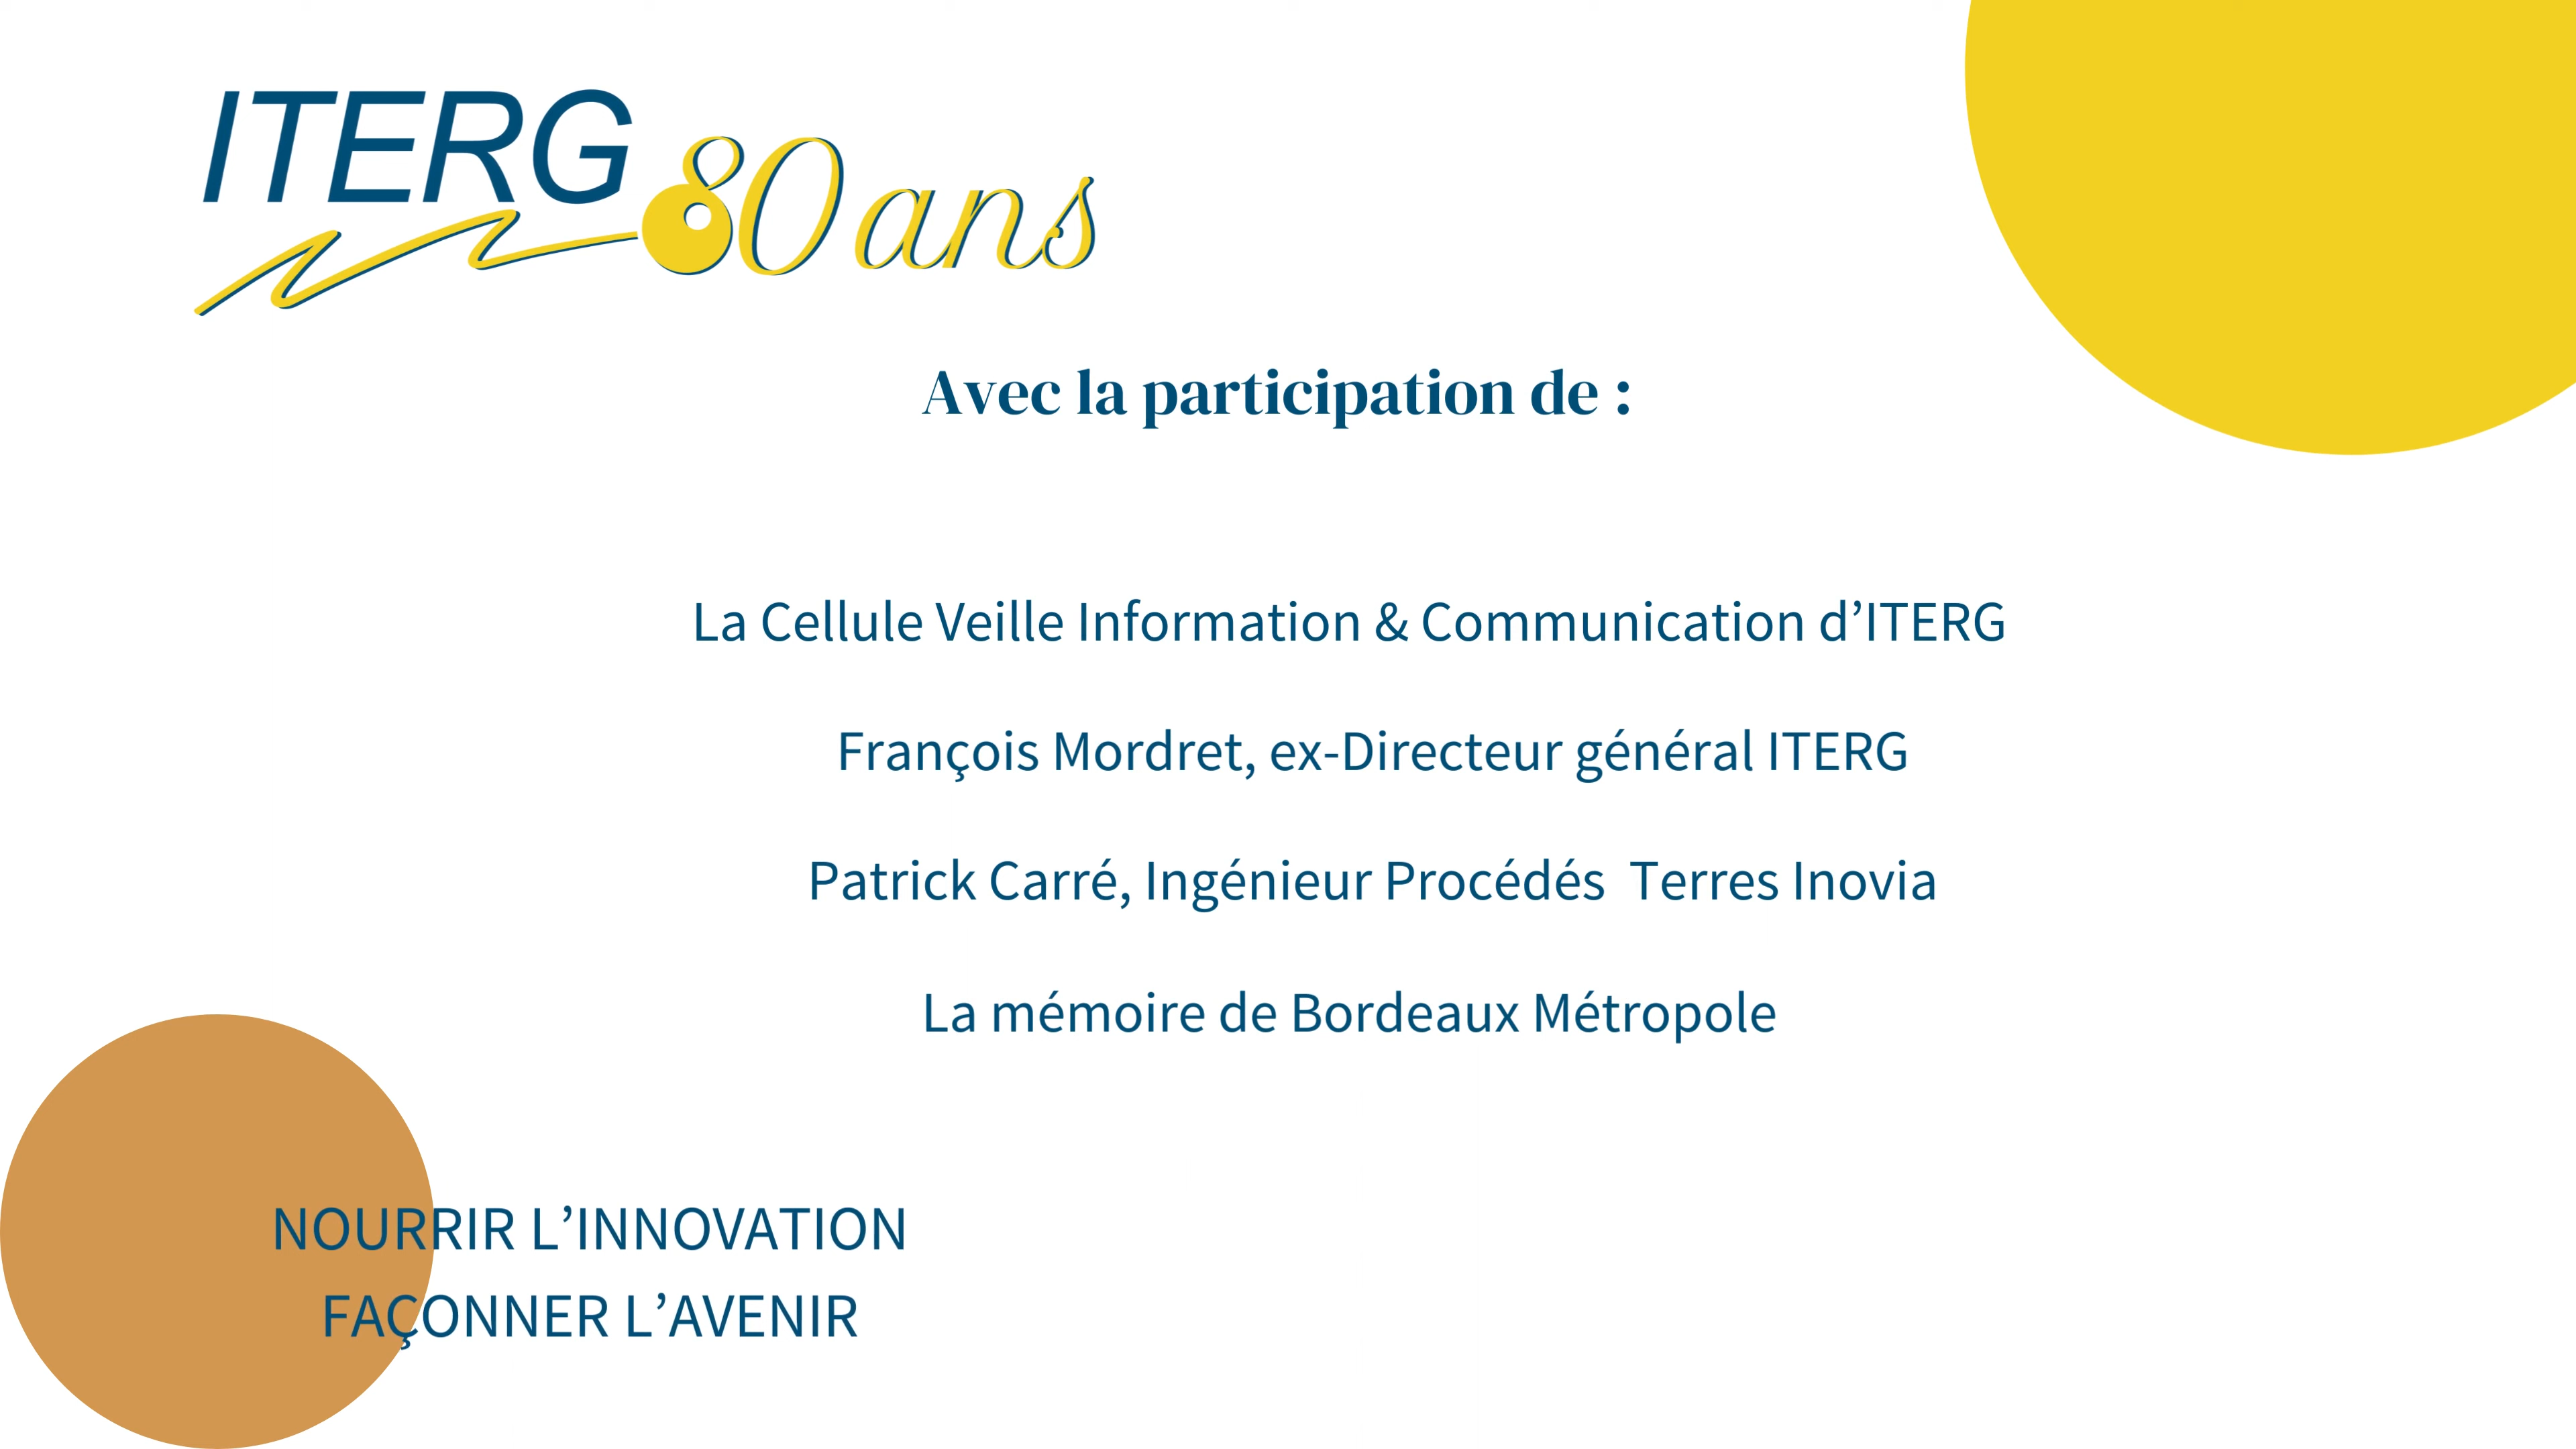 ITERG 80 ans
Avec la participation de :
La Cellule Veille Information & Communication d’ITERG
François Mordret, ex-Directeur général ITERG
Patrick Carré, Ingénieur Procédés  Terres Inovia
La mémoire de Bordeaux Métropole
NOURRIR L’INNOVATION
FAÇONNER L’AVENIR